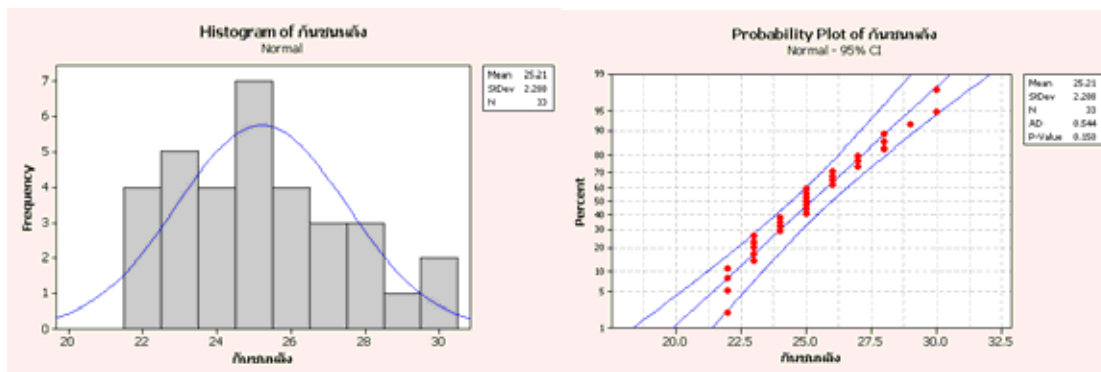 Histogram of กันชนหลัง
Normal
Mean 25.21
StDev 2.288
N 33
Frequency
7
6
5
4
3
2
1
0
20 22 24 26 28 30
กันชนหลัง
Probability Plot of กันชนหลัง
Normal - 95% CI
Mean 25.21
StDev 2.288
N 33
AD 0.544
P-Value 0.150
Percent
99
95
90
80
70
60
50
40
30
20
10
5
1
20.0 22.5 25.0 27.5 30.0 32.5
กันชนหลัง